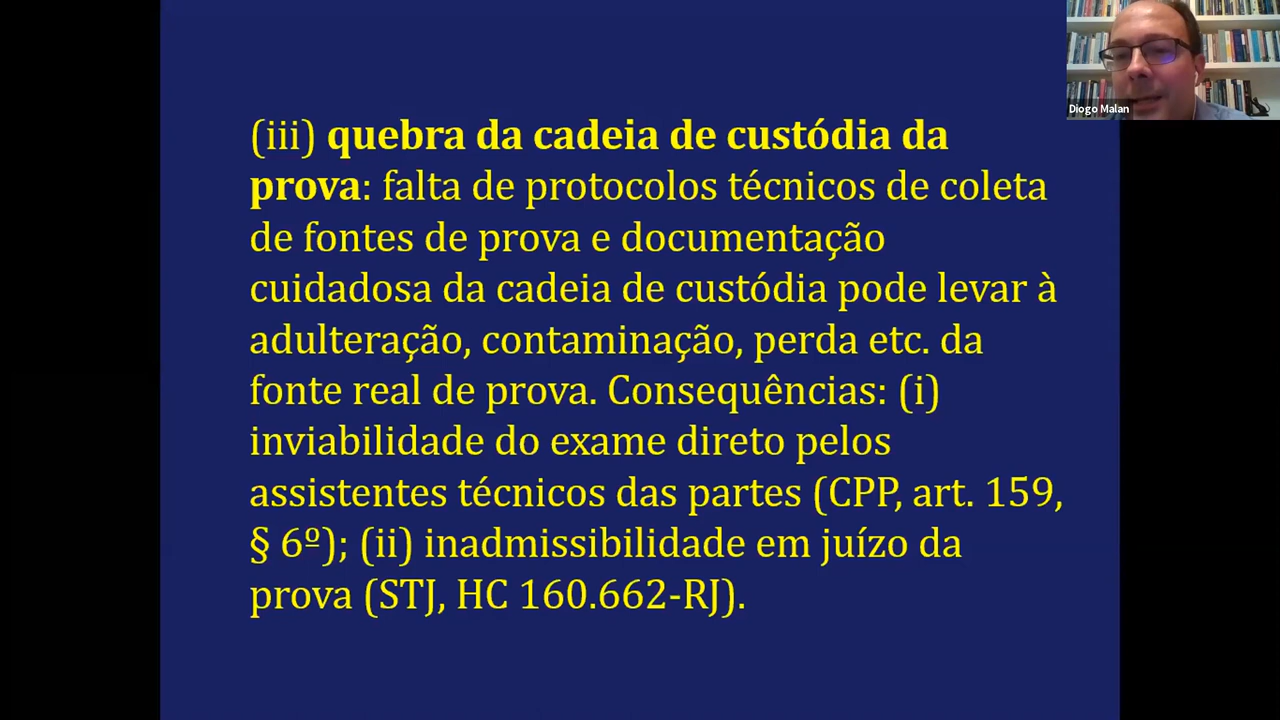 Diogo Malan
(iii) quebra da cadeia de custódia da
prova: falta de protocolos técnicos de coleta
de fontes de prova e documentação
cuidadosa da cadeia de custódia pode levar à
adulteração, contaminação, perda etc. da
fonte real de prova. Consequências: (i)
inviabilidade do exame direto pelos
assistentes técnicos das partes (CPP, art. 159,
§ 6º); (ii) inadmissibilidade em juízo da
prova (STJ, HC 160.662-RJ).